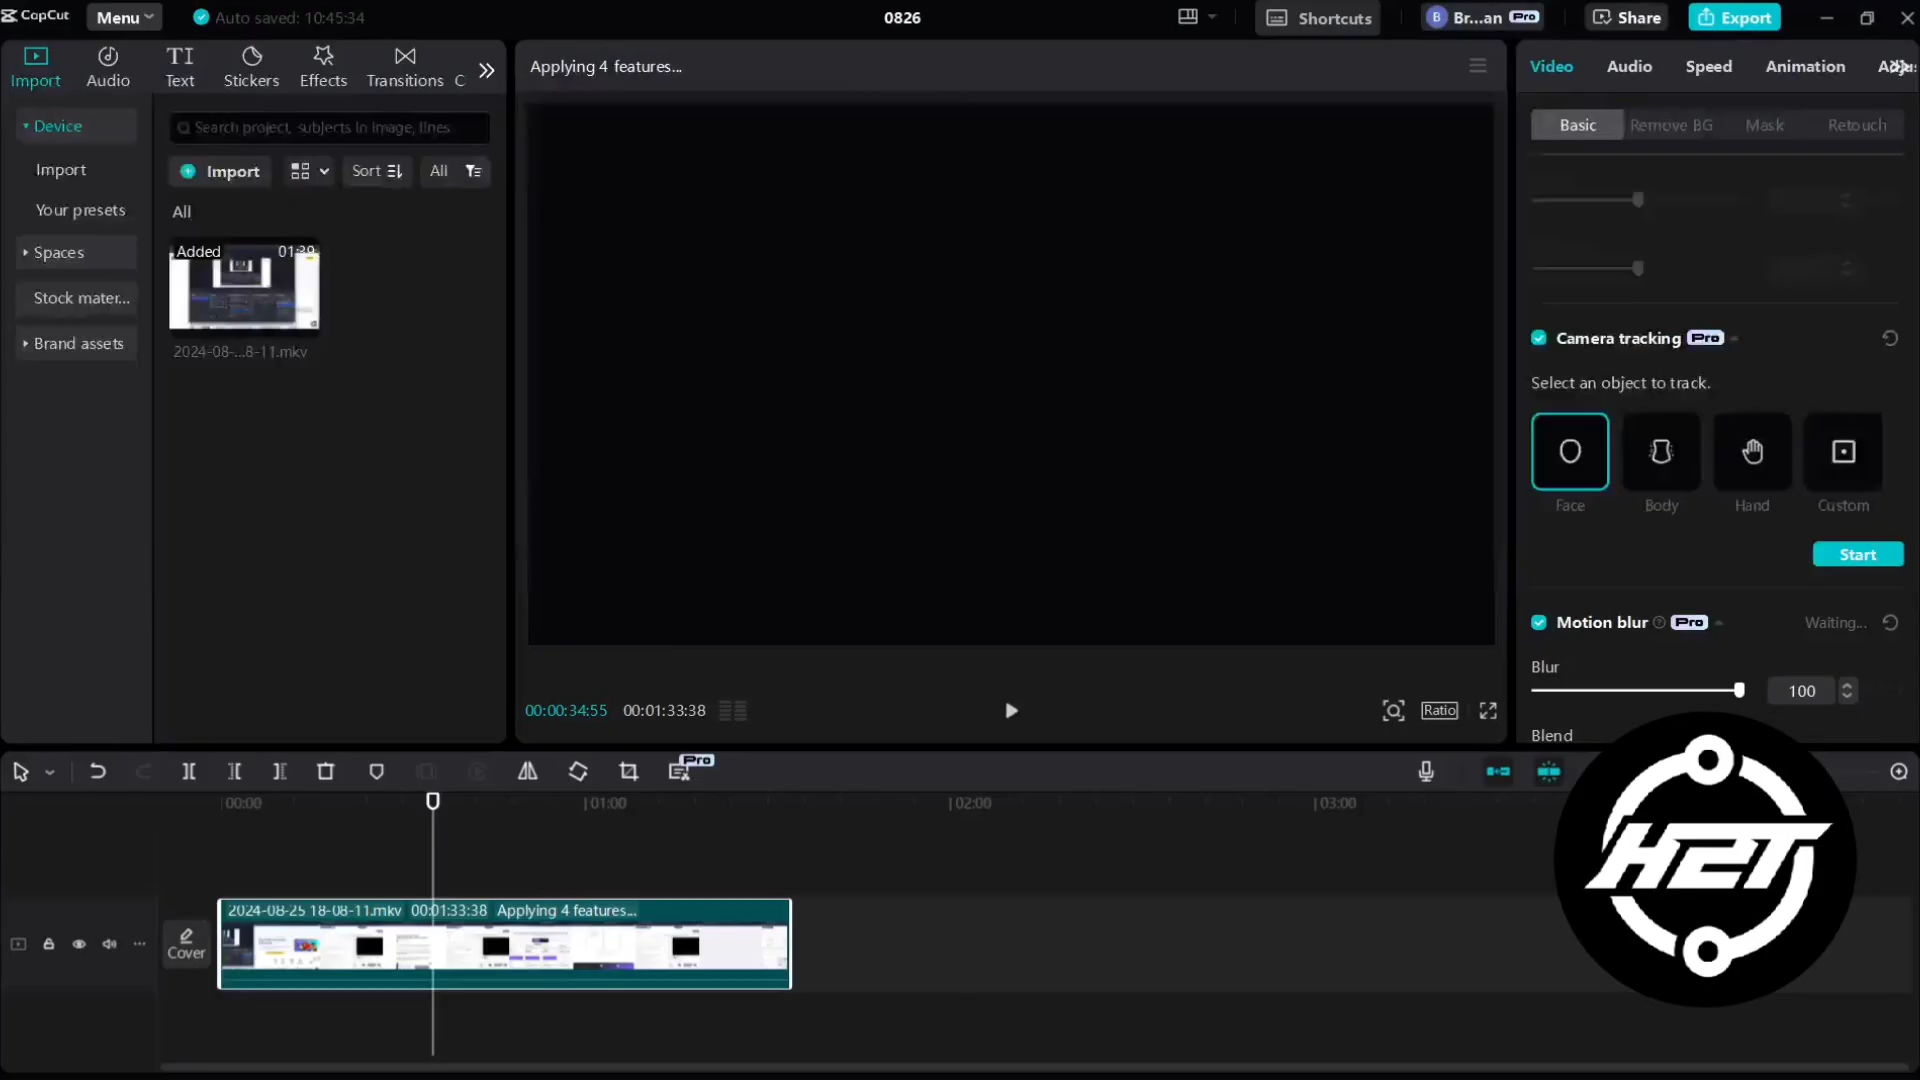 CapCut
Menu
Auto saved: 10:45:34
0826
Shortcuts
B
Br...an
Pro
Share
Export
Import
Audio
Text
Stickers
Effects
Transitions
C
Device
Import
Your presets
Spaces
Stock mater...
Brand assets
Search project, subjects in image, lines
Import
Sort
All
All
Added
01:39
2024-08-...8-11.mkv
Applying 4 features...
00:00:34:55
00:01:33:38
Ratio
Video
Audio
Speed
Animation
Basic
Remove BG
Mask
Retouch
Camera tracking
Pro
Select an object to track.
Face
Body
Hand
Custom
Start
Motion blur
Pro
Waiting...
Blur
100
Blend
Pro
00:00
01:00
02:00
03:00
Cover
2024-08-25 18-08-11.mkv 00:01:33:38 Applying 4 features...
H2T